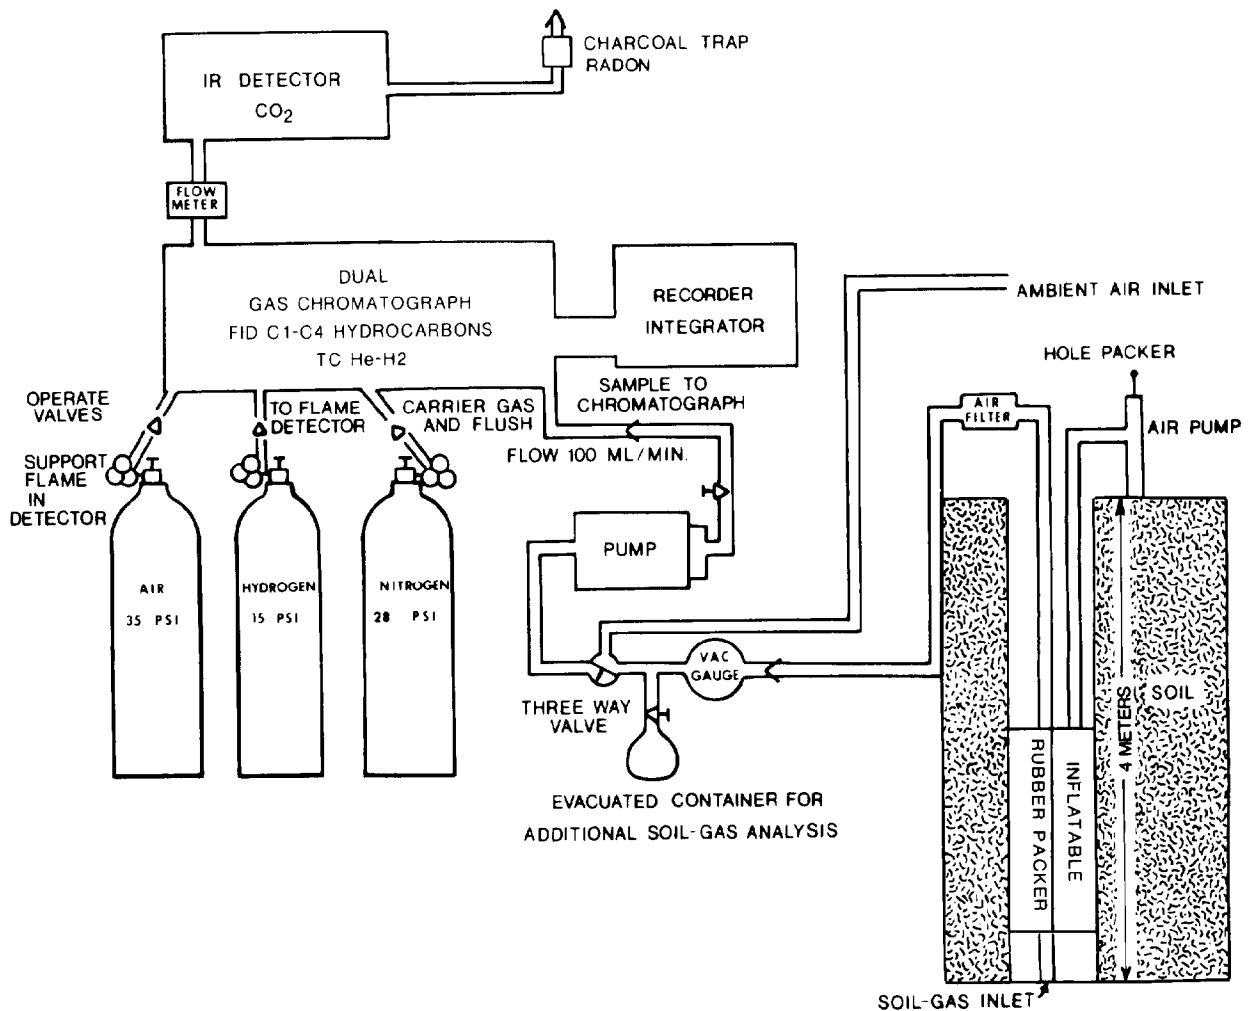 CHARCOAL TRAP
RADON
IR DETECTOR
CO2
FLOW
METER
DUAL
GAS CHROMATOGRAPH
FID C1-C4 HYDROCARBONS
TC He-H2
RECORDER
INTEGRATOR
AMBIENT AIR INLET
HOLE PACKER
AIR PUMP
AIR
FILTER
OPERATE
VALVES
TO FLAME
DETECTOR
CARRIER GAS
AND FLUSH
SAMPLE TO
CHROMATOGRAPH
FLOW 100 ML/MIN.
SUPPORT
FLAME
IN
DETECTOR
AIR
35 PSI
HYDROGEN
15 PSI
NITROGEN
28 PSI
PUMP
VAC
GAUGE
THREE WAY
VALVE
EVACUATED CONTAINER FOR
ADDITIONAL SOIL-GAS ANALYSIS
4 METERS
SOIL
RUBBER PACKER
INFLATABLE
SOIL-GAS INLET